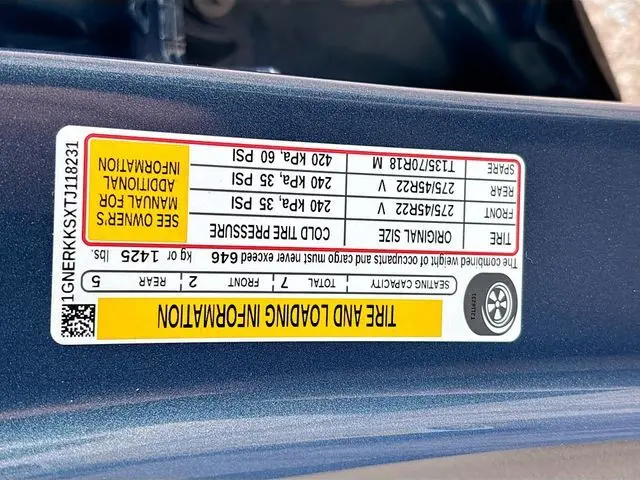 TIRE AND LOADING INFORMATION
SEATING CAPACITY TOTAL 7 FRONT 2 REAR 5
The combined weight of occupants and cargo must never exceed 646 kg or 1425 lbs.
TIRE ORIGINAL SIZE COLD TIRE PRESSURE
FRONT 275/45R22 V 240 kPa, 35 PSI
REAR 275/45R22 V 240 kPa, 35 PSI
SPARE T135/70R18 M 420 kPa, 60 PSI
SEE OWNER'S
MANUAL FOR
ADDITIONAL
INFORMATION
1GNERKKSXTJ118231
TJ118231